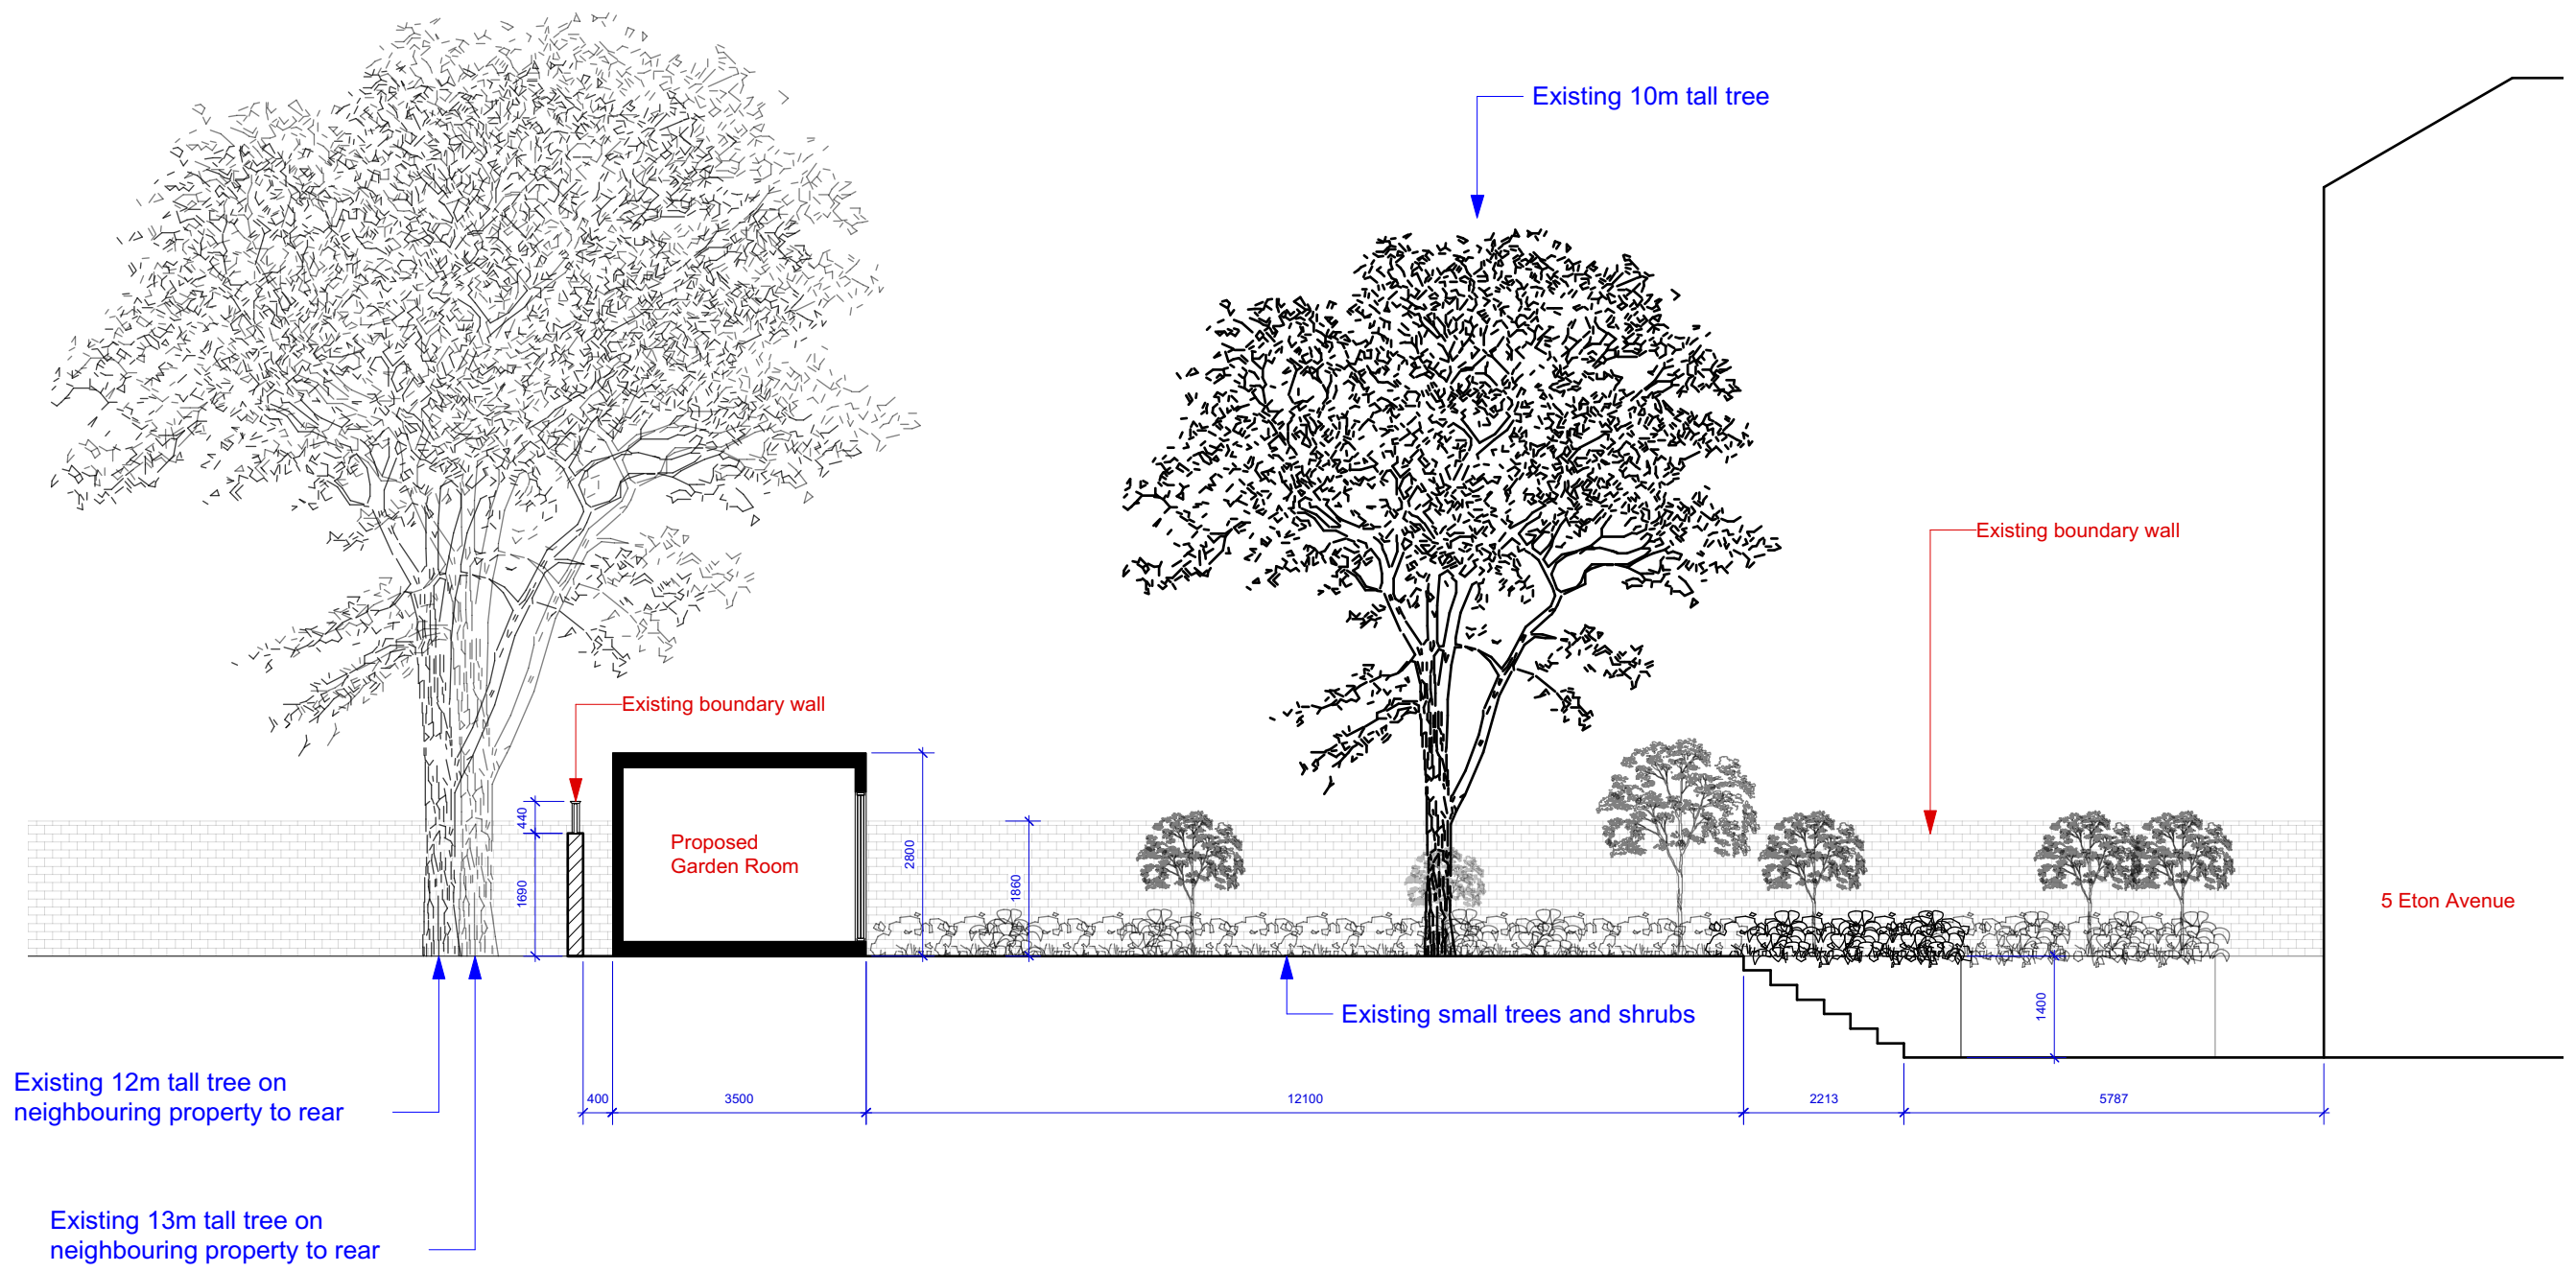 Existing 10m tall tree
Existing boundary wall
Existing boundary wall
440
1690
Proposed
Garden Room
2800
1860
5 Eton Avenue
1400
Existing small trees and shrubs
Existing 12m tall tree on
neighbouring property to rear
400
3500
12100
2213
5787
Existing 13m tall tree on
neighbouring property to rear